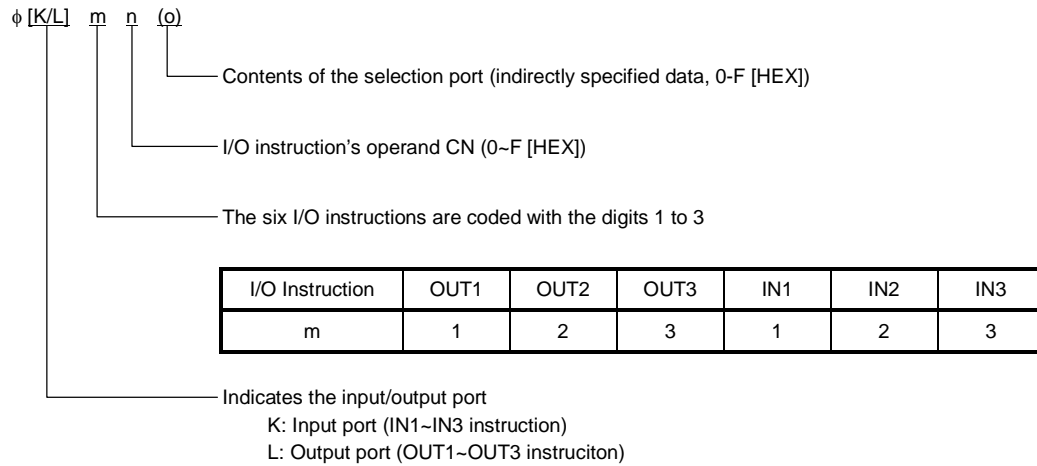 ϕ [K/L] m n (o)
Contents of the selection port (indirectly specified data, 0-F [HEX])
I/O instruction's operand CN (0~F [HEX])
The six I/O instructions are coded with the digits 1 to 3
I/O Instruction OUT1 OUT2 OUT3 IN1 IN2 IN3
m 1 2 3 1 2 3
Indicates the input/output port
K: Input port (IN1~IN3 instruction)
L: Output port (OUT1~OUT3 instruciton)